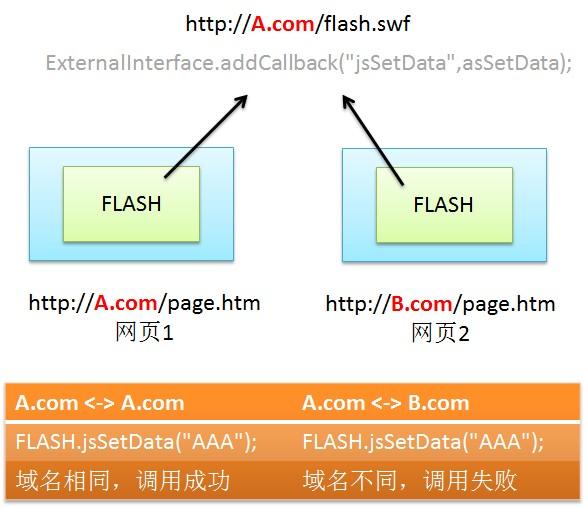 http://A.com/flash.swf
ExternalInterface.addCallback("jsSetData",asSetData);
FLASH
FLASH
http://A.com/page.htm
网页1
http://B.com/page.htm
网页2
A.com <-> A.com
A.com <-> B.com
FLASH.jsSetData("AAA");
FLASH.jsSetData("AAA");
域名相同，调用成功
域名不同，调用失败